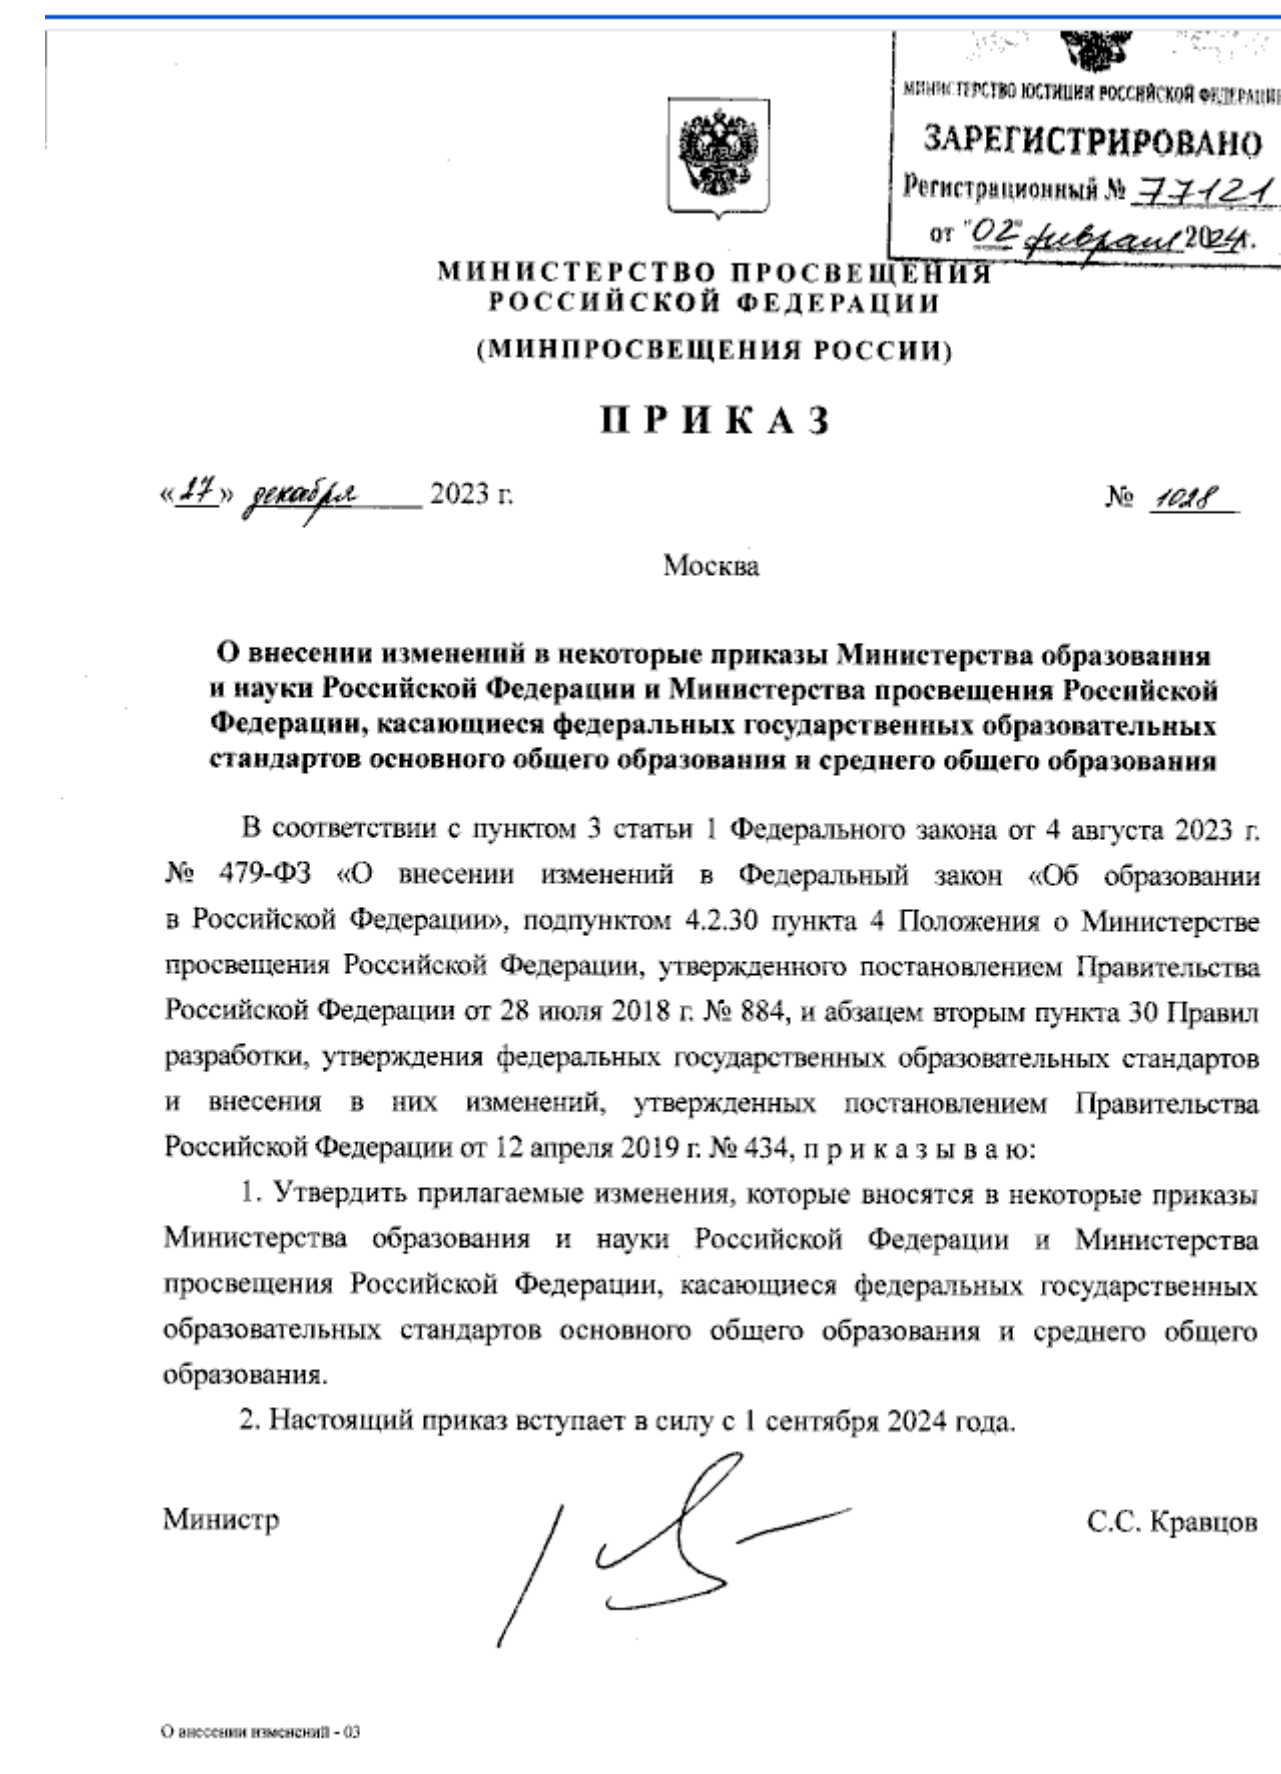 МИНИСТЕРСТВО ЮСТИЦИИ РОССИЙСКОЙ ФЕДЕРАЦИИ
ЗАРЕГИСТРИРОВАНО
Регистрационный № 77121
от "02" февраля 2024г.
МИНИСТЕРСТВО ПРОСВЕЩЕНИЯ
РОССИЙСКОЙ ФЕДЕРАЦИИ
(МИНПРОСВЕЩЕНИЯ РОССИИ)
ПРИКАЗ
«27» декабря 2023 г.
№ 1028
Москва
О внесении изменений в некоторые приказы Министерства образования
и науки Российской Федерации и Министерства просвещения Российской
Федерации, касающиеся федеральных государственных образовательных
стандартов основного общего образования и среднего общего образования
В соответствии с пунктом 3 статьи 1 Федерального закона от 4 августа 2023 г.
№ 479-ФЗ «О внесении изменений в Федеральный закон «Об образовании
в Российской Федерации», подпунктом 4.2.30 пункта 4 Положения о Министерстве
просвещения Российской Федерации, утвержденного постановлением Правительства
Российской Федерации от 28 июля 2018 г. № 884, и абзацем вторым пункта 30 Правил
разработки, утверждения федеральных государственных образовательных стандартов
и внесения в них изменений, утвержденных постановлением Правительства
Российской Федерации от 12 апреля 2019 г. № 434, п р и к а з ы в а ю:
1. Утвердить прилагаемые изменения, которые вносятся в некоторые приказы
Министерства образования и науки Российской Федерации и Министерства
просвещения Российской Федерации, касающиеся федеральных государственных
образовательных стандартов основного общего образования и среднего общего
образования.
2. Настоящий приказ вступает в силу с 1 сентября 2024 года.
Министр
С.С. Кравцов
О внесении изменений - 03